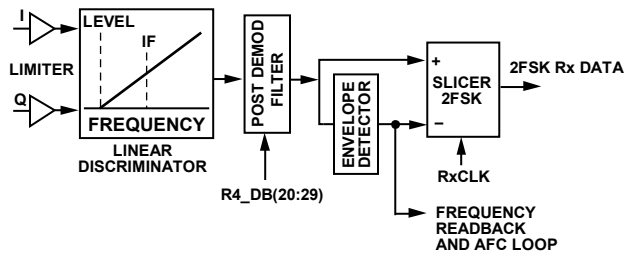 I
LIMITER
Q
LEVEL
IF
FREQUENCY
LINEAR
DISCRIMINATOR
POST DEMOD
FILTER
R4_DB(20:29)
ENVELOPE
DETECTOR
+
SLICER
2FSK
−
RxCLK
2FSK Rx DATA
FREQUENCY
READBACK
AND AFC LOOP